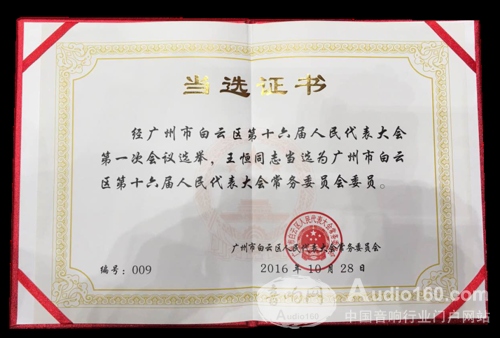 当选证书
经广州市白云区第十六届人民代表大会
第一次会议选举，王恒同志当选为广州市白云
区第十六届人民代表大会常务委员会委员。
广州市白云区人民代表大会常务委员会
编号：009
2016年10月28日
音响网
Audio160.com
中国音响行业门户网站